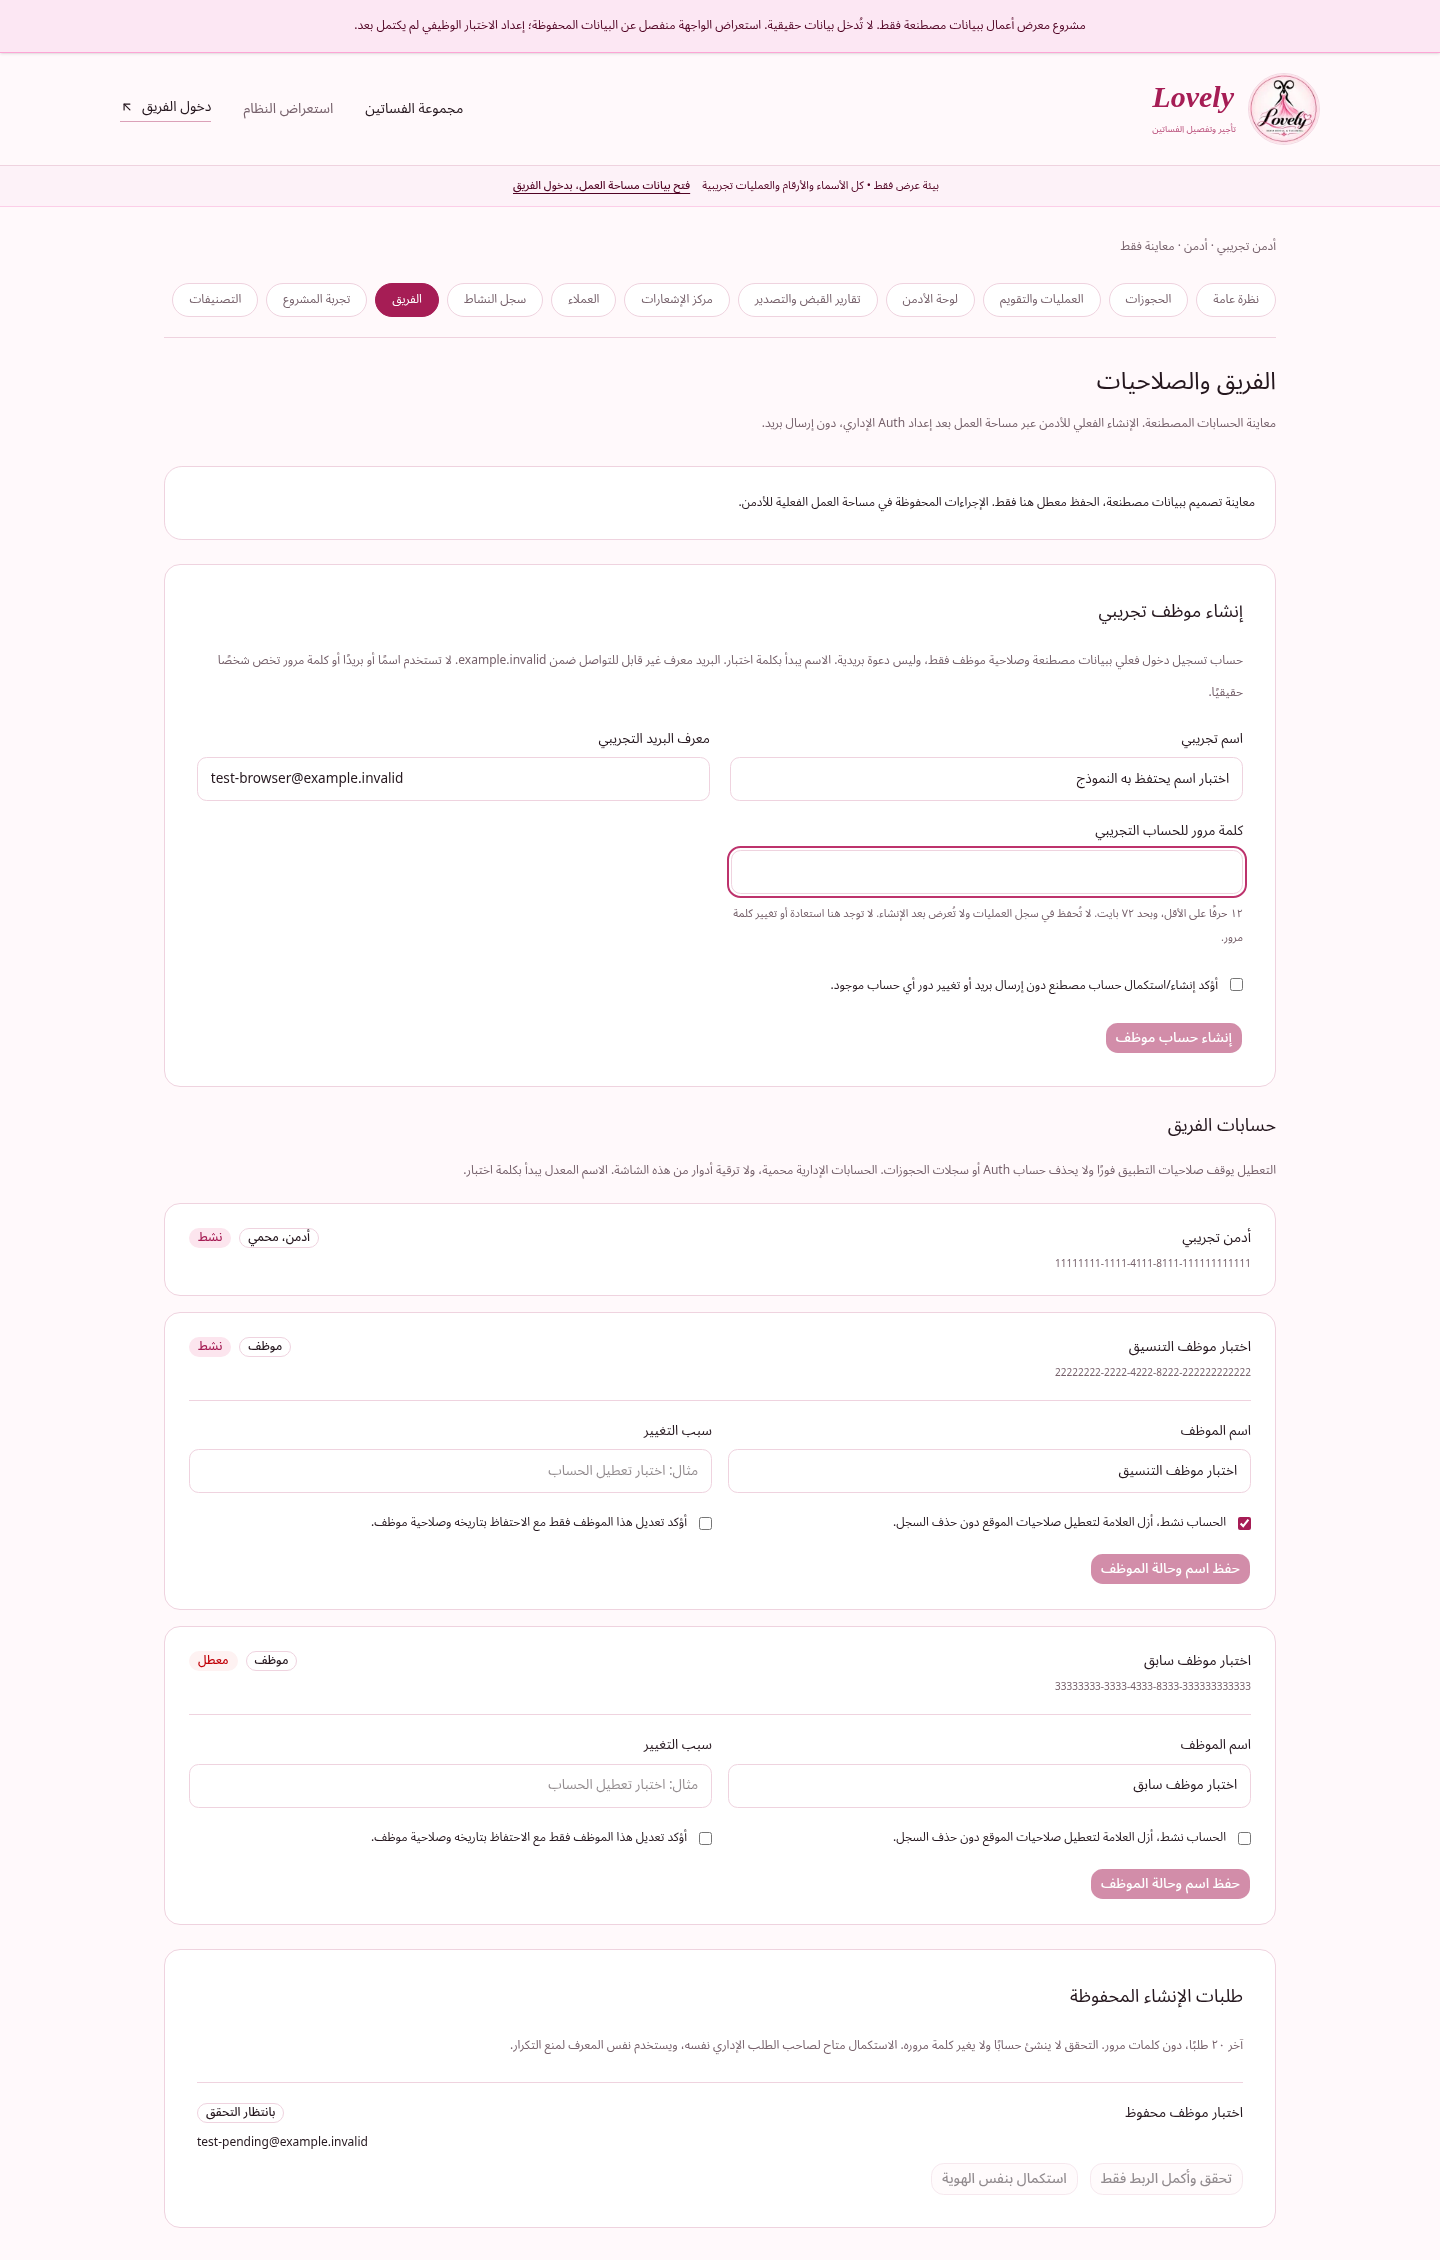 مشروع معرض أعمال ببيانات مصطنعة فقط. لا تُدخل بيانات حقيقية. استعراض الواجهة منفصل عن البيانات المحفوظة؛ إعداد الاختبار الوظيفي لم يكتمل بعد.
Lovely
Lovely
تأجير وتفصيل الفساتين
مجموعة الفساتين
استعراض النظام
دخول الفريق
بيئة عرض فقط • كل الأسماء والأرقام والعمليات تجريبية
فتح بيانات مساحة العمل، بدخول الفريق
أدمن تجريبي · أدمن · معاينة فقط
نظرة عامة
الحجوزات
العمليات والتقويم
لوحة الأدمن
تقارير القبض والتصدير
مركز الإشعارات
العملاء
سجل النشاط
الفريق
تجربة المشروع
التصنيفات
الفريق والصلاحيات
معاينة الحسابات المصطنعة. الإنشاء الفعلي للأدمن عبر مساحة العمل بعد إعداد Auth الإداري، دون إرسال بريد.
معاينة تصميم ببيانات مصطنعة، الحفظ معطل هنا فقط. الإجراءات المحفوظة في مساحة العمل الفعلية للأدمن.
إنشاء موظف تجريبي
حساب تسجيل دخول فعلي ببيانات مصطنعة وصلاحية موظف فقط، وليس دعوة بريدية. الاسم يبدأ بكلمة اختبار. البريد معرف غير قابل للتواصل ضمن example.invalid. لا تستخدم اسمًا أو بريدًا أو كلمة مرور تخص شخصًا
حقيقيًا.
اسم تجريبي
معرف البريد التجريبي
اختبار اسم يحتفظ به النموذج
test-browser@example.invalid
كلمة مرور للحساب التجريبي
١٢ حرفًا على الأقل، وبحد ٧٢ بايت. لا تُحفظ في سجل العمليات ولا تُعرض بعد الإنشاء. لا توجد هنا استعادة أو تغيير كلمة
مرور.
أؤكد إنشاء/استكمال حساب مصطنع دون إرسال بريد أو تغيير دور أي حساب موجود.
إنشاء حساب موظف
حسابات الفريق
التعطيل يوقف صلاحيات التطبيق فورًا ولا يحذف حساب Auth أو سجلات الحجوزات. الحسابات الإدارية محمية، ولا ترقية أدوار من هذه الشاشة. الاسم المعدل يبدأ بكلمة اختبار.
أدمن تجريبي
أدمن، محمي
نشط
11111111-1111-4111-8111-111111111111
اختبار موظف التنسيق
موظف
نشط
22222222-2222-4222-8222-222222222222
اسم الموظف
سبب التغيير
اختبار موظف التنسيق
مثال: اختبار تعطيل الحساب
الحساب نشط، أزل العلامة لتعطيل صلاحيات الموقع دون حذف السجل.
أؤكد تعديل هذا الموظف فقط مع الاحتفاظ بتاريخه وصلاحية موظف.
حفظ اسم وحالة الموظف
اختبار موظف سابق
موظف
معطل
33333333-3333-4333-8333-333333333333
اسم الموظف
سبب التغيير
اختبار موظف سابق
مثال: اختبار تعطيل الحساب
الحساب نشط، أزل العلامة لتعطيل صلاحيات الموقع دون حذف السجل.
أؤكد تعديل هذا الموظف فقط مع الاحتفاظ بتاريخه وصلاحية موظف.
حفظ اسم وحالة الموظف
طلبات الإنشاء المحفوظة
آخر ٢٠ طلبًا، دون كلمات مرور. التحقق لا ينشئ حسابًا ولا يغير كلمة مروره. الاستكمال متاح لصاحب الطلب الإداري نفسه، ويستخدم نفس المعرف لمنع التكرار.
اختبار موظف محفوظ
بانتظار التحقق
test-pending@example.invalid
تحقق وأكمل الربط فقط
استكمال بنفس الهوية